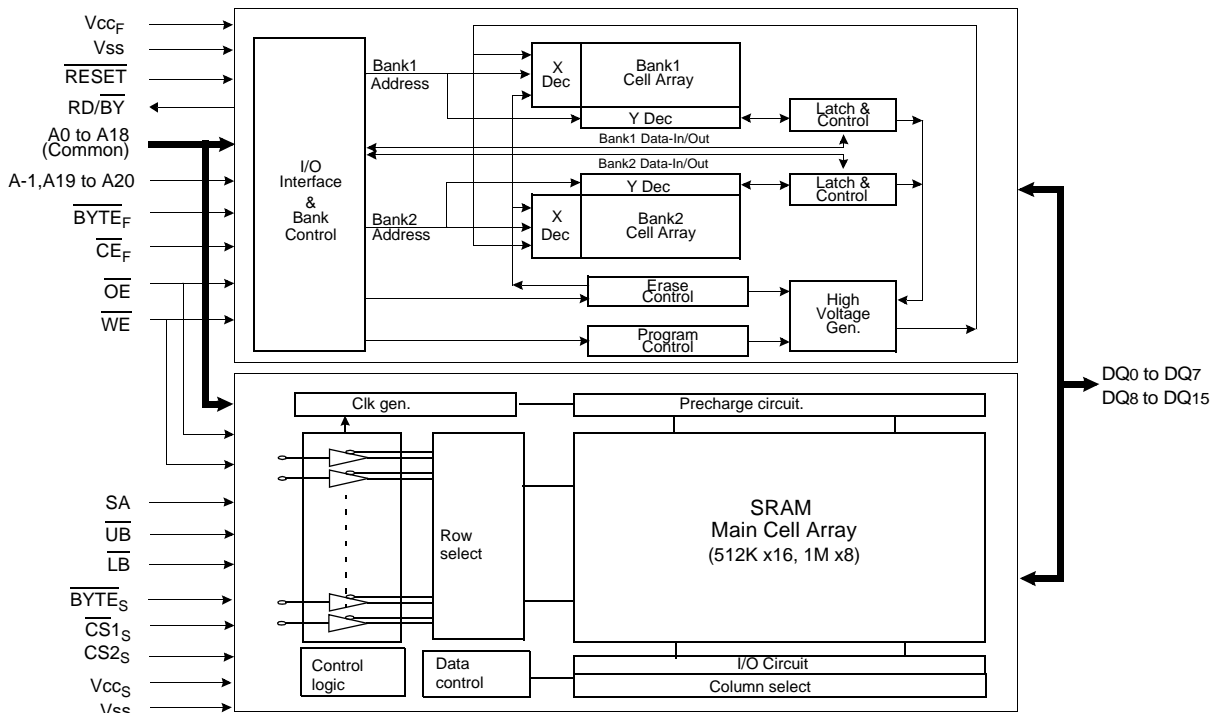 VccF
Vss
RESET
RD/BY
A0 to A18
(Common)
A-1,A19 to A20
BYTEF
CEF
OE
WE
I/O
Interface
&
Bank
Control
Bank1
Address
Bank2
Address
X
Dec
Bank1
Cell Array
Y Dec
Latch &
Control
Bank1 Data-In/Out
Bank2 Data-In/Out
Y Dec
Latch &
Control
X
Dec
Bank2
Cell Array
Erase
Control
High
Voltage
Gen.
Program
Control
DQ0 to DQ7
DQ8 to DQ15
SA
UB
LB
BYTES
CS1S
CS2S
VccS
Vss
Clk gen.
Precharge circuit.
Row
select
SRAM
Main Cell Array
(512K x16, 1M x8)
Control
logic
Data
control
I/O Circuit
Column select